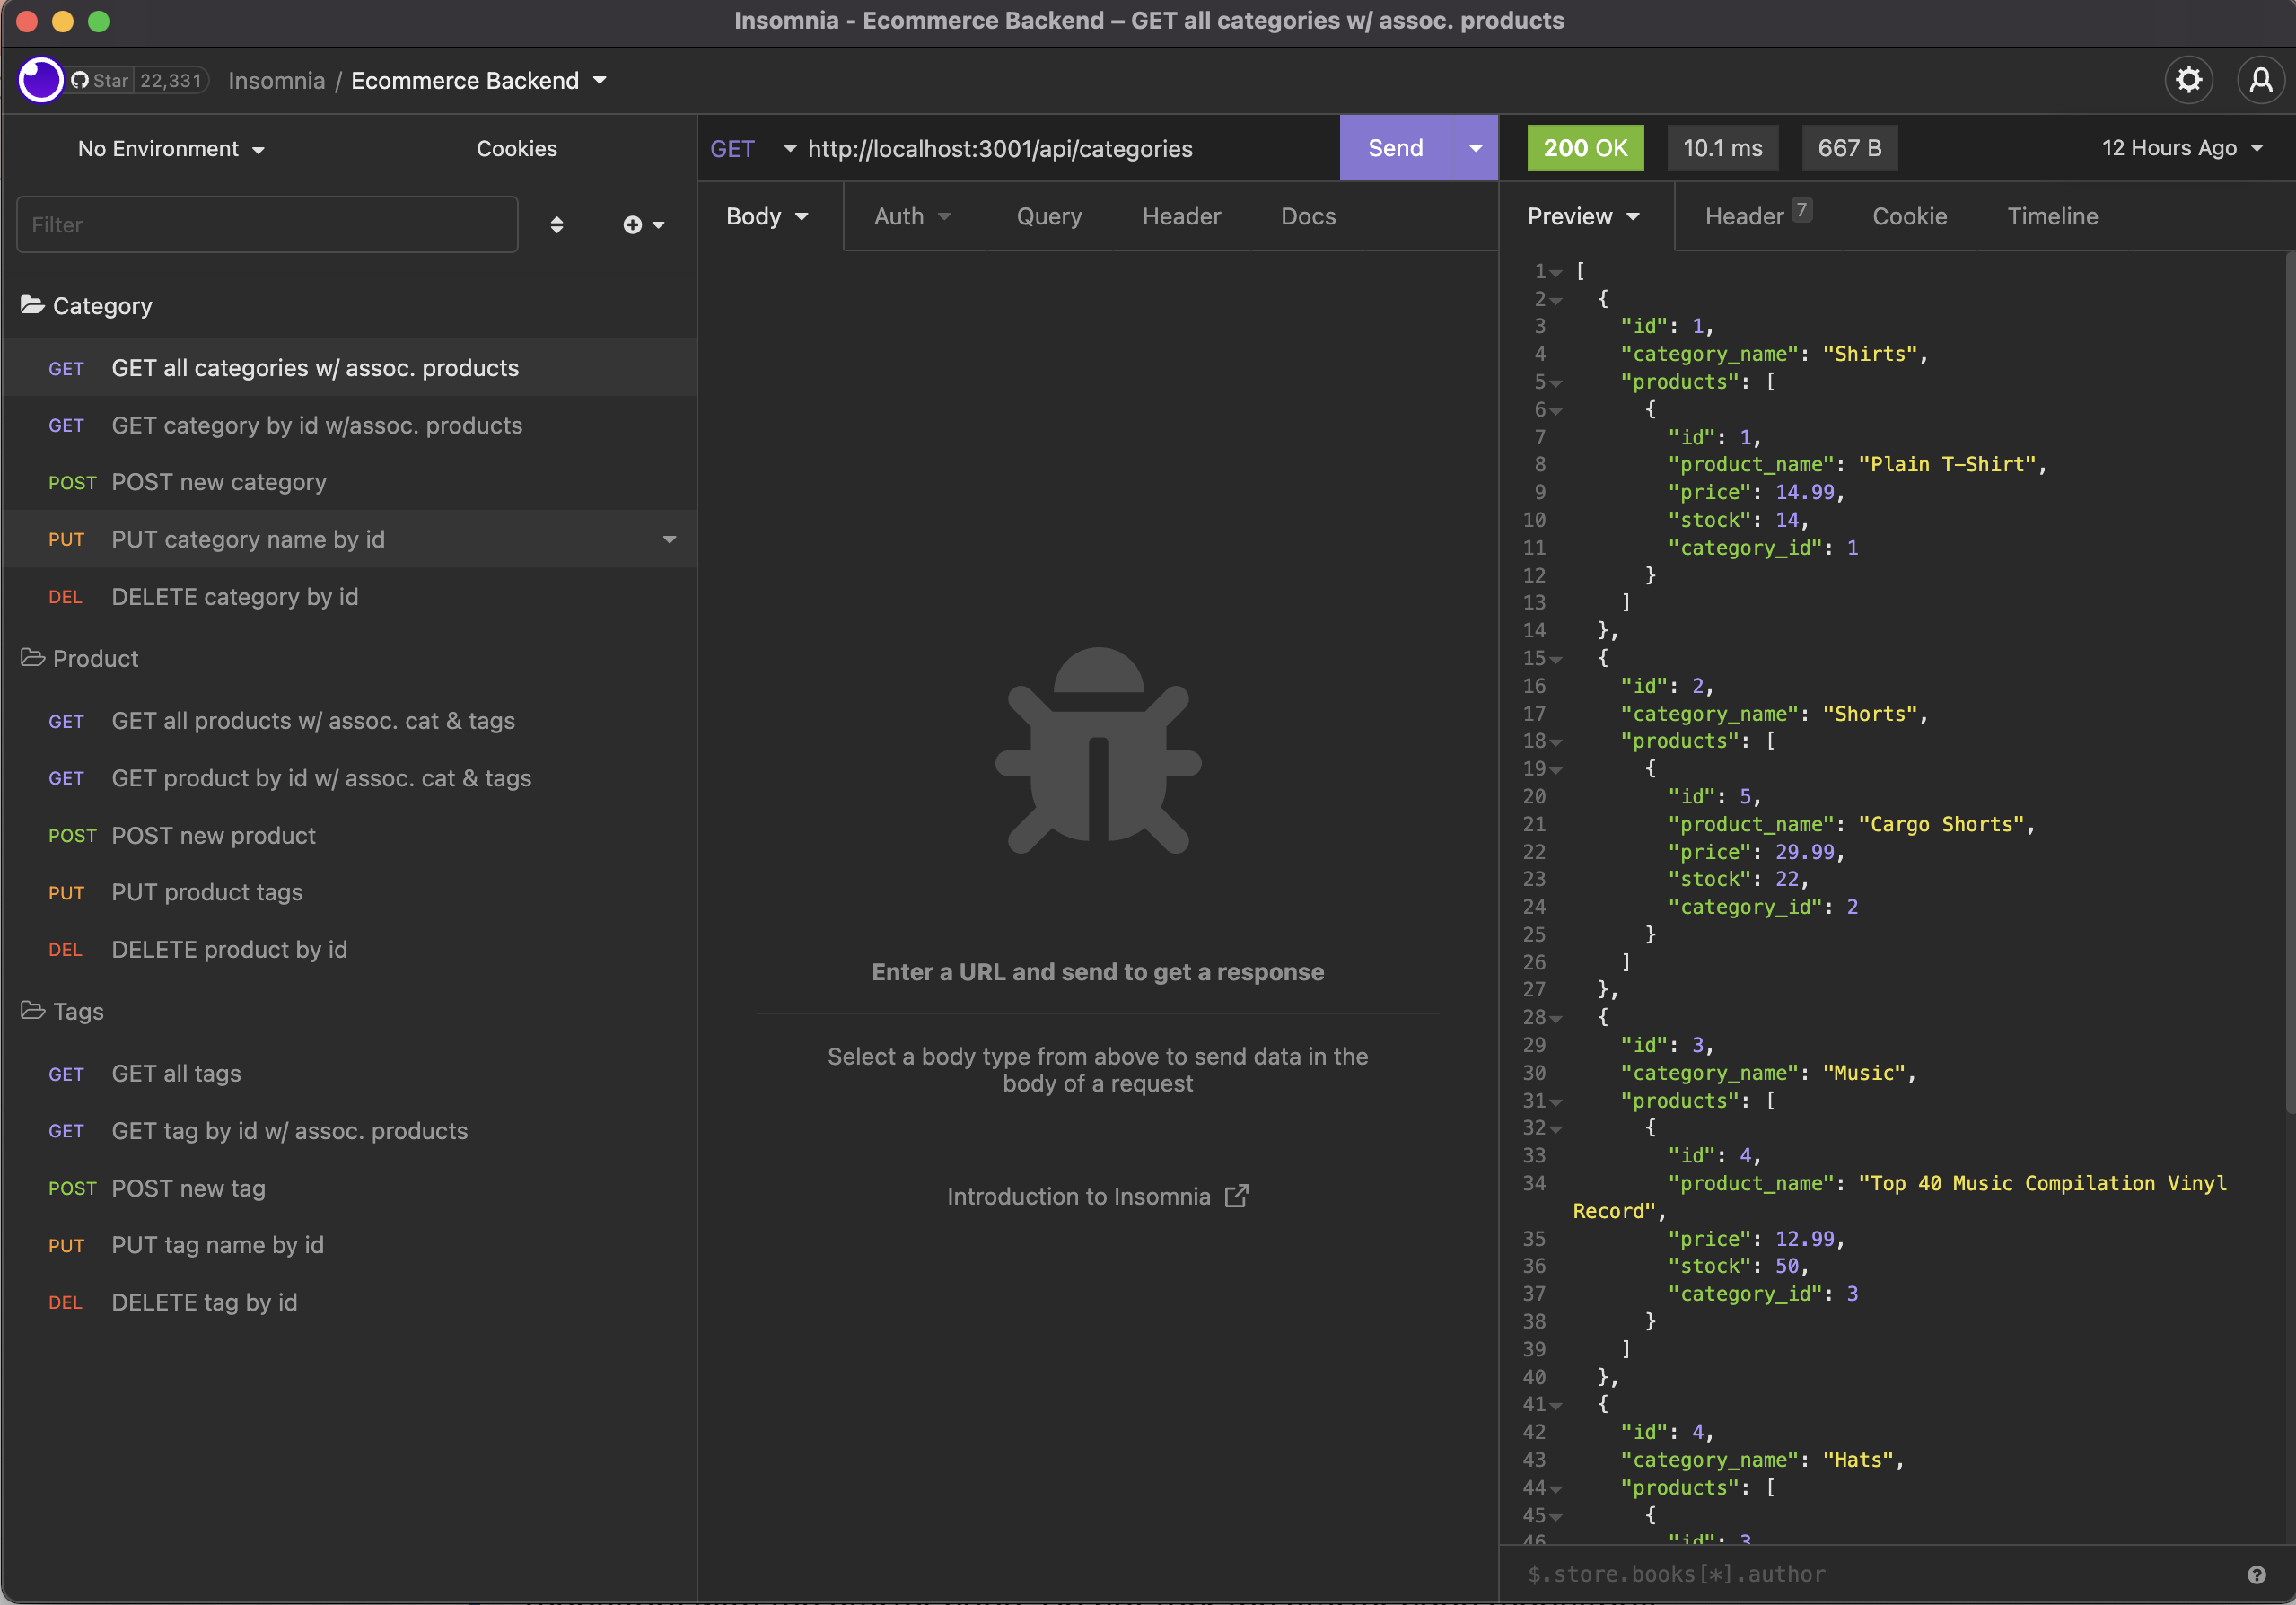 Insomnia - Ecommerce Backend – GET all categories w/ assoc. products
Star 22,331 Insomnia / Ecommerce Backend
No Environment Cookies
Filter
Category
GET GET all categories w/ assoc. products
GET GET category by id w/assoc. products
POST POST new category
PUT PUT category name by id
DEL DELETE category by id
Product
GET GET all products w/ assoc. cat & tags
GET GET product by id w/ assoc. cat & tags
POST POST new product
PUT PUT product tags
DEL DELETE product by id
Tags
GET GET all tags
GET GET tag by id w/ assoc. products
POST POST new tag
PUT PUT tag name by id
DEL DELETE tag by id
GET http://localhost:3001/api/categories Send
Body Auth Query Header Docs
Enter a URL and send to get a response
Select a body type from above to send data in the
body of a request
Introduction to Insomnia
200 OK 10.1 ms 667 B 12 Hours Ago
Preview Header 7 Cookie Timeline
1 [
2 {
3 "id": 1,
4 "category_name": "Shirts",
5 "products": [
6 {
7 "id": 1,
8 "product_name": "Plain T-Shirt",
9 "price": 14.99,
10 "stock": 14,
11 "category_id": 1
12 }
13 ]
14 },
15 {
16 "id": 2,
17 "category_name": "Shorts",
18 "products": [
19 {
20 "id": 5,
21 "product_name": "Cargo Shorts",
22 "price": 29.99,
23 "stock": 22,
24 "category_id": 2
25 }
26 ]
27 },
28 {
29 "id": 3,
30 "category_name": "Music",
31 "products": [
32 {
33 "id": 4,
34 "product_name": "Top 40 Music Compilation Vinyl
Record",
35 "price": 12.99,
36 "stock": 50,
37 "category_id": 3
38 }
39 ]
40 },
41 {
42 "id": 4,
43 "category_name": "Hats",
44 "products": [
45 {
46 "id": 3
$.store.books[*].author